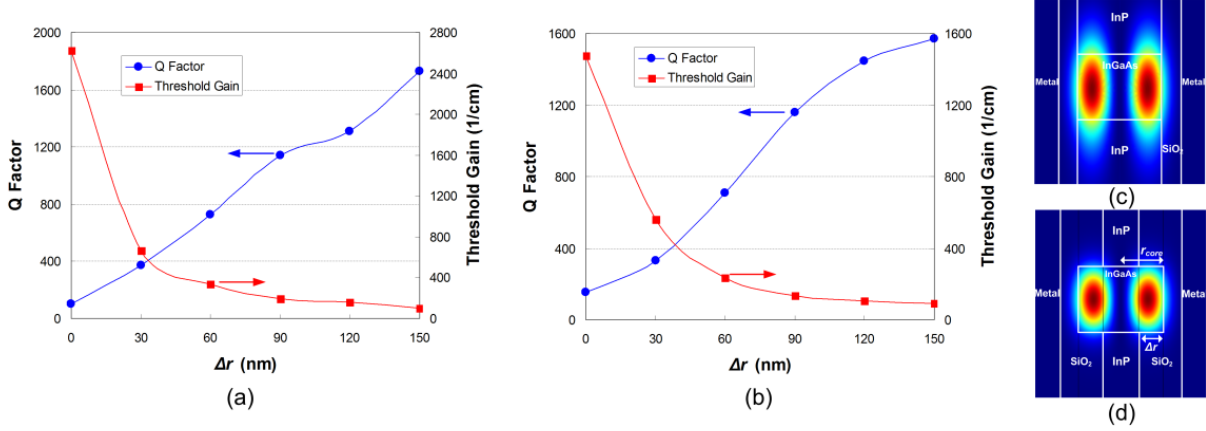 (a)
2000
1600
1200
800
400
0
Q Factor
Q Factor
Threshold Gain
2800
2400
2000
1600
1200
800
400
0
Threshold Gain (1/cm)
0 30 60 90 120 150
Δr (nm)
(a)
(b)
1600
1200
800
400
0
Q Factor
Q Factor
Threshold Gain
1600
1200
800
400
0
Threshold Gain (1/cm)
0 30 60 90 120 150
Δr (nm)
(b)
InP
InGaAs
Metal Metal
InP SiO₂
(c)
InP
r_core
InGaAs
Metal Metal
Δr
SiO₂ InP SiO₂
(d)